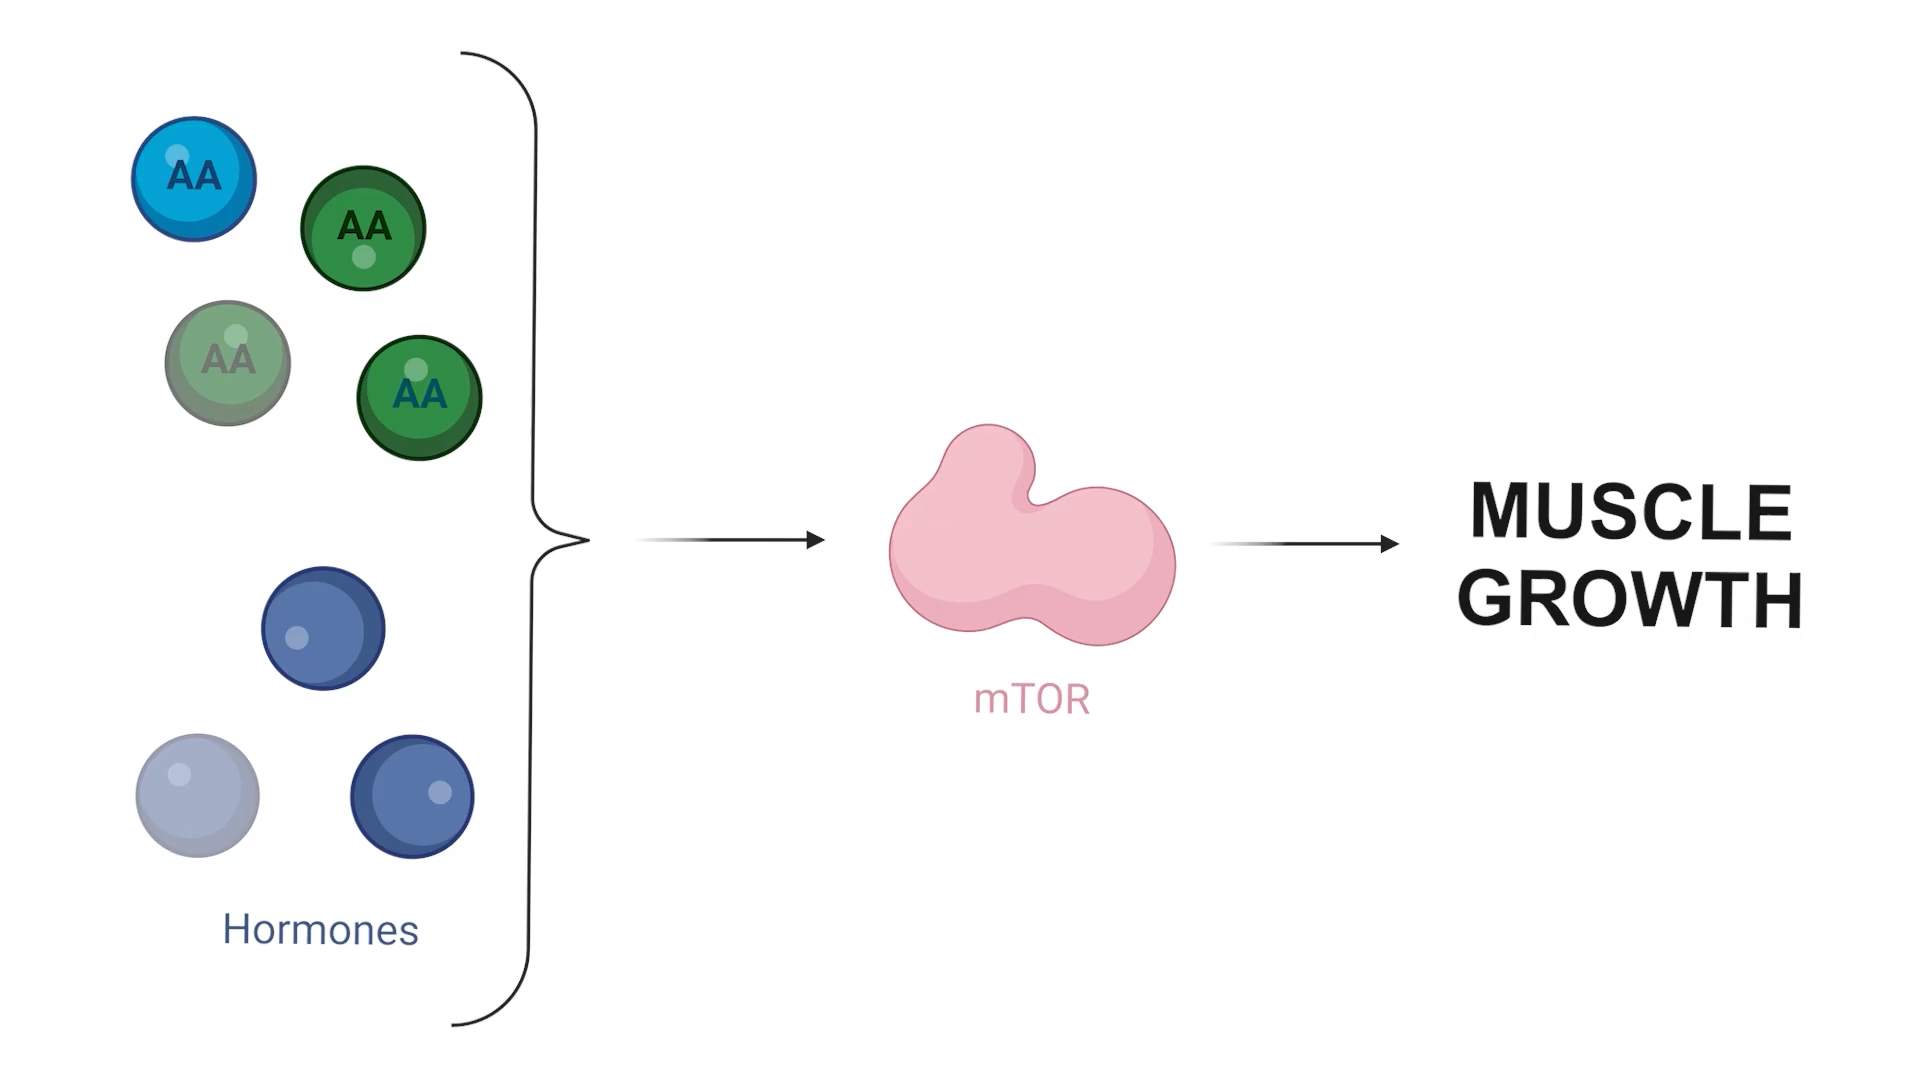 AA
AA
AA
AA
Hormones
mTOR
MUSCLE
GROWTH